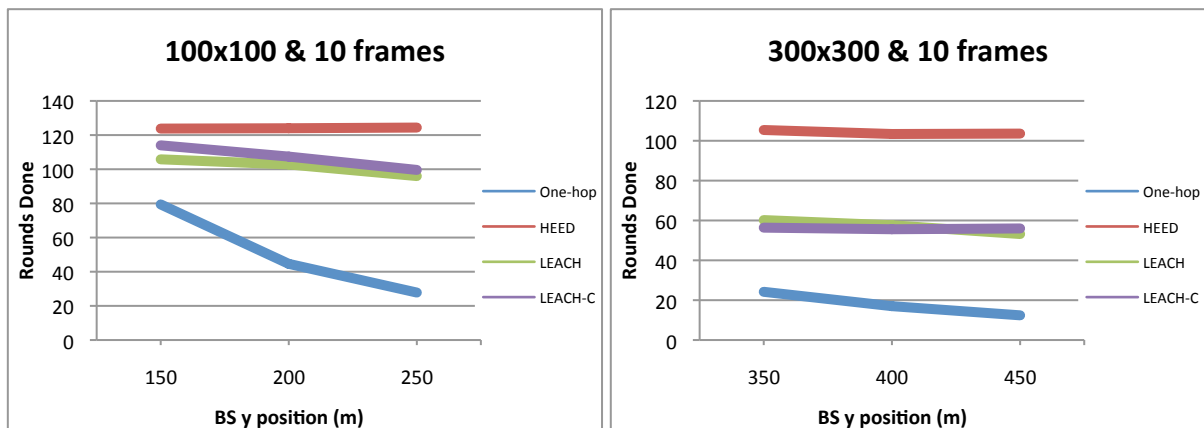 100x100 & 10 frames
140
120
100
80
60
40
20
0
Rounds Done
150 200 250
BS y position (m)
One-hop
HEED
LEACH
LEACH-C
300x300 & 10 frames
120
100
80
60
40
20
0
Rounds Done
350 400 450
BS y position (m)
One-hop
HEED
LEACH
LEACH-C